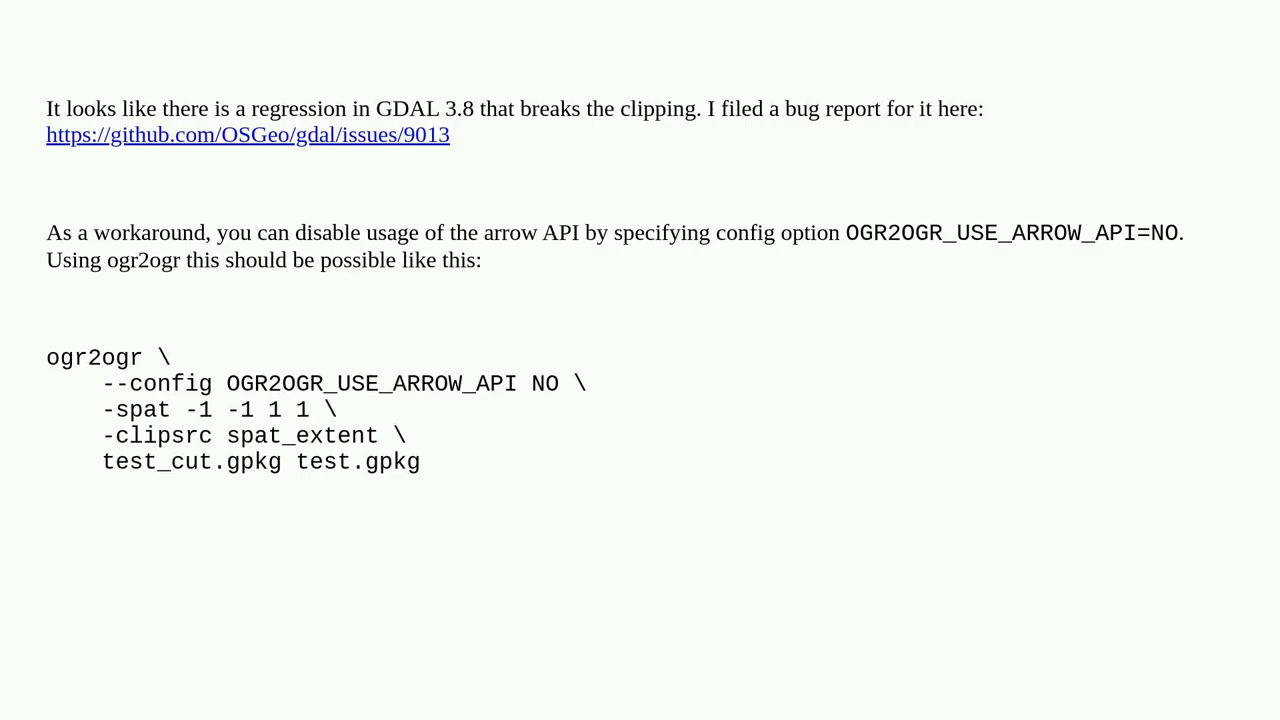 It looks like there is a regression in GDAL 3.8 that breaks the clipping. I filed a bug report for it here:
https://github.com/OSGeo/gdal/issues/9013
As a workaround, you can disable usage of the arrow API by specifying config option OGR2OGR_USE_ARROW_API=NO.
Using ogr2ogr this should be possible like this:
ogr2ogr \
    --config OGR2OGR_USE_ARROW_API NO \
    -spat -1 -1 1 1 \
    -clipsrc spat_extent \
    test_cut.gpkg test.gpkg